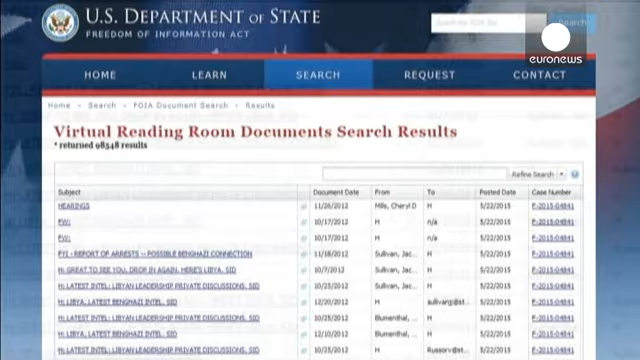 U.S. DEPARTMENT OF STATE
FREEDOM OF INFORMATION ACT
Search
euronews
HOME LEARN SEARCH REQUEST CONTACT
Home » Search » FOIA Document Search » Results
Virtual Reading Room Documents Search Results
* returned 98548 results
Refine Search
Subject Document Date From To Posted Date Case Number
HEARINGS 11/26/2012 Mills, Cheryl D H 5/22/2015 F-2015-04841
FW: 10/17/2012 H n/a 5/22/2015 F-2015-04841
FW: 10/17/2012 H n/a 5/22/2015 F-2015-04841
FYI - REPORT OF ARRESTS -- POSSIBLE BENGHAZI CONNECTION 11/18/2012 Sullivan, Jac... H 5/22/2015 F-2015-04841
H: GREAT TO SEE YOU. DROP IN AGAIN. HERE'S LIBYA. SID 10/7/2012 Sullivan, Jac... H 5/22/2015 F-2015-04841
H: LATEST INTEL: LIBYAN LEADERSHIP PRIVATE DISCUSSIONS. SID 10/25/2012 Sullivan, Jac... H 5/22/2015 F-2015-04841
H: LIBYA, LATEST BENGHAZI INTEL. SID 12/20/2012 H 5/22/2015 F-2015-04841
H: LATEST INTEL: LIBYAN LEADERSHIP PRIVATE DISCUSSIONS. SID 10/25/2012 Blumenthal, ... H 5/22/2015 F-2015-04841
H: LIBYA, LATEST BENGHAZI INTEL. SID 12/10/2012 Blumenthal, ... H 5/22/2015 F-2015-04841
H: LATEST INTEL: LIBYAN LEADERSHIP PRIVATE DISCUSSIONS. SID 10/25/2012 H 5/22/2015 F-2015-04841